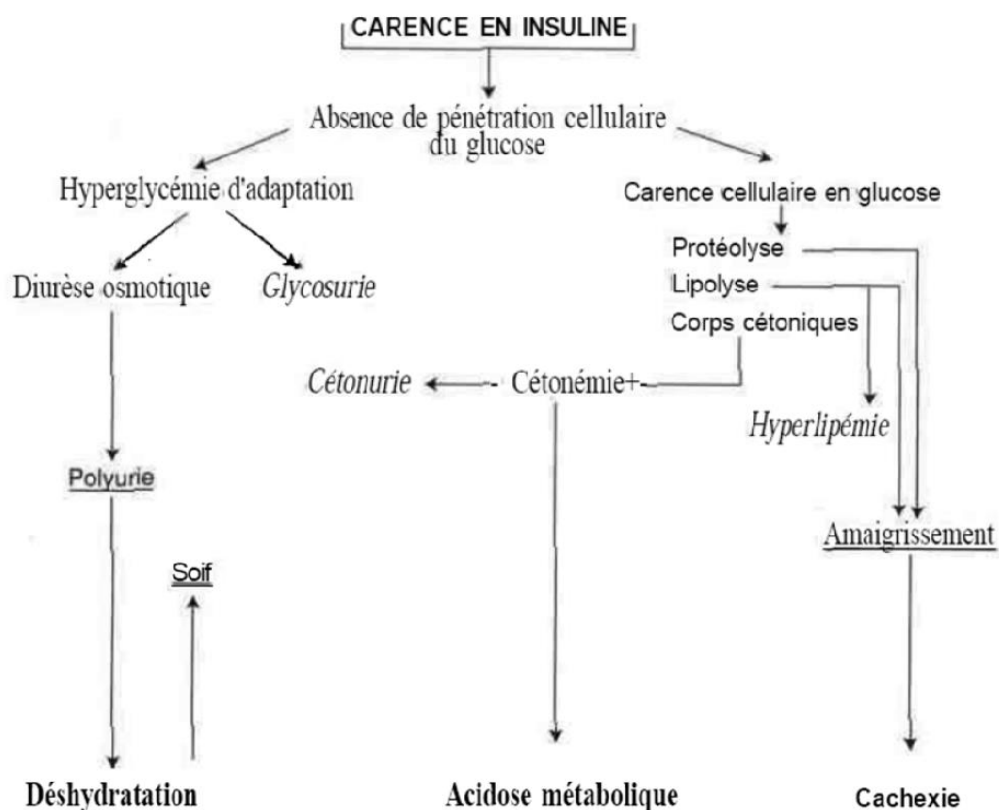 CARENCE EN INSULINE
Absence de pénétration cellulaire
du glucose
Hyperglycémie d'adaptation
Carence cellulaire en glucose
Protéolyse
Diurèse osmotique
Glycosurie
Lipolyse
Corps cétoniques
Cétonurie
- Cétonémie+-
Hyperlipémie
Polyurie
Amaigrissement
Soif
Déshydratation
Acidose métabolique
Cachexie